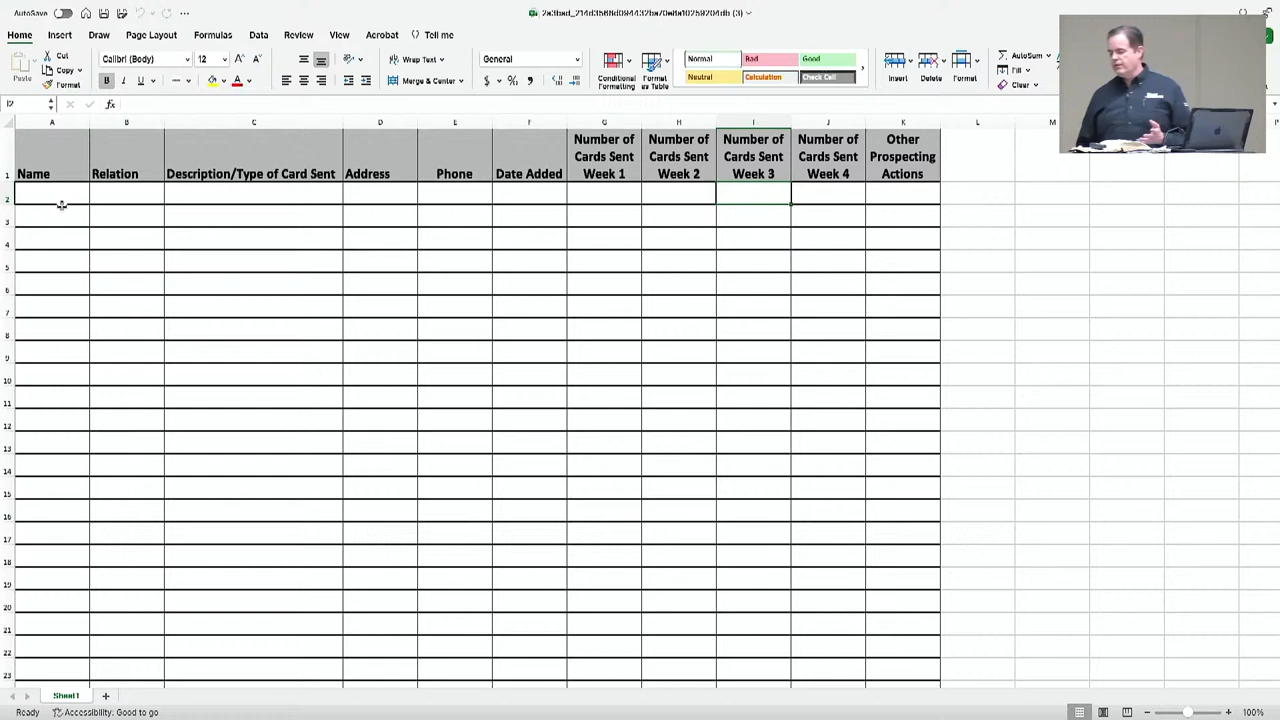 AutoSave
2a3bad_214d3568d094432ba70e8a10259204db (3)
Home Insert Draw Page Layout Formulas Data Review View Acrobat Tell me
Paste
Cut
Copy
Format
Calibri (Body) 12
B I U
Wrap Text
Merge & Center
General
$ %
Conditional Formatting
Format as Table
Normal Bad Good
Neutral Calculation Check Cell
Insert Delete Format
AutoSum
Fill
Clear
I2 fx
A B C D E F G H I J K L M
1 Name Relation Description/Type of Card Sent Address Phone Date Added Number of Cards Sent Week 1 Number of Cards Sent Week 2 Number of Cards Sent Week 3 Number of Cards Sent Week 4 Other Prospecting Actions
2
3
4
5
6
7
8
9
10
11
12
13
14
15
16
17
18
19
20
21
22
23
Sheet1
Ready Accessibility: Good to go 100%